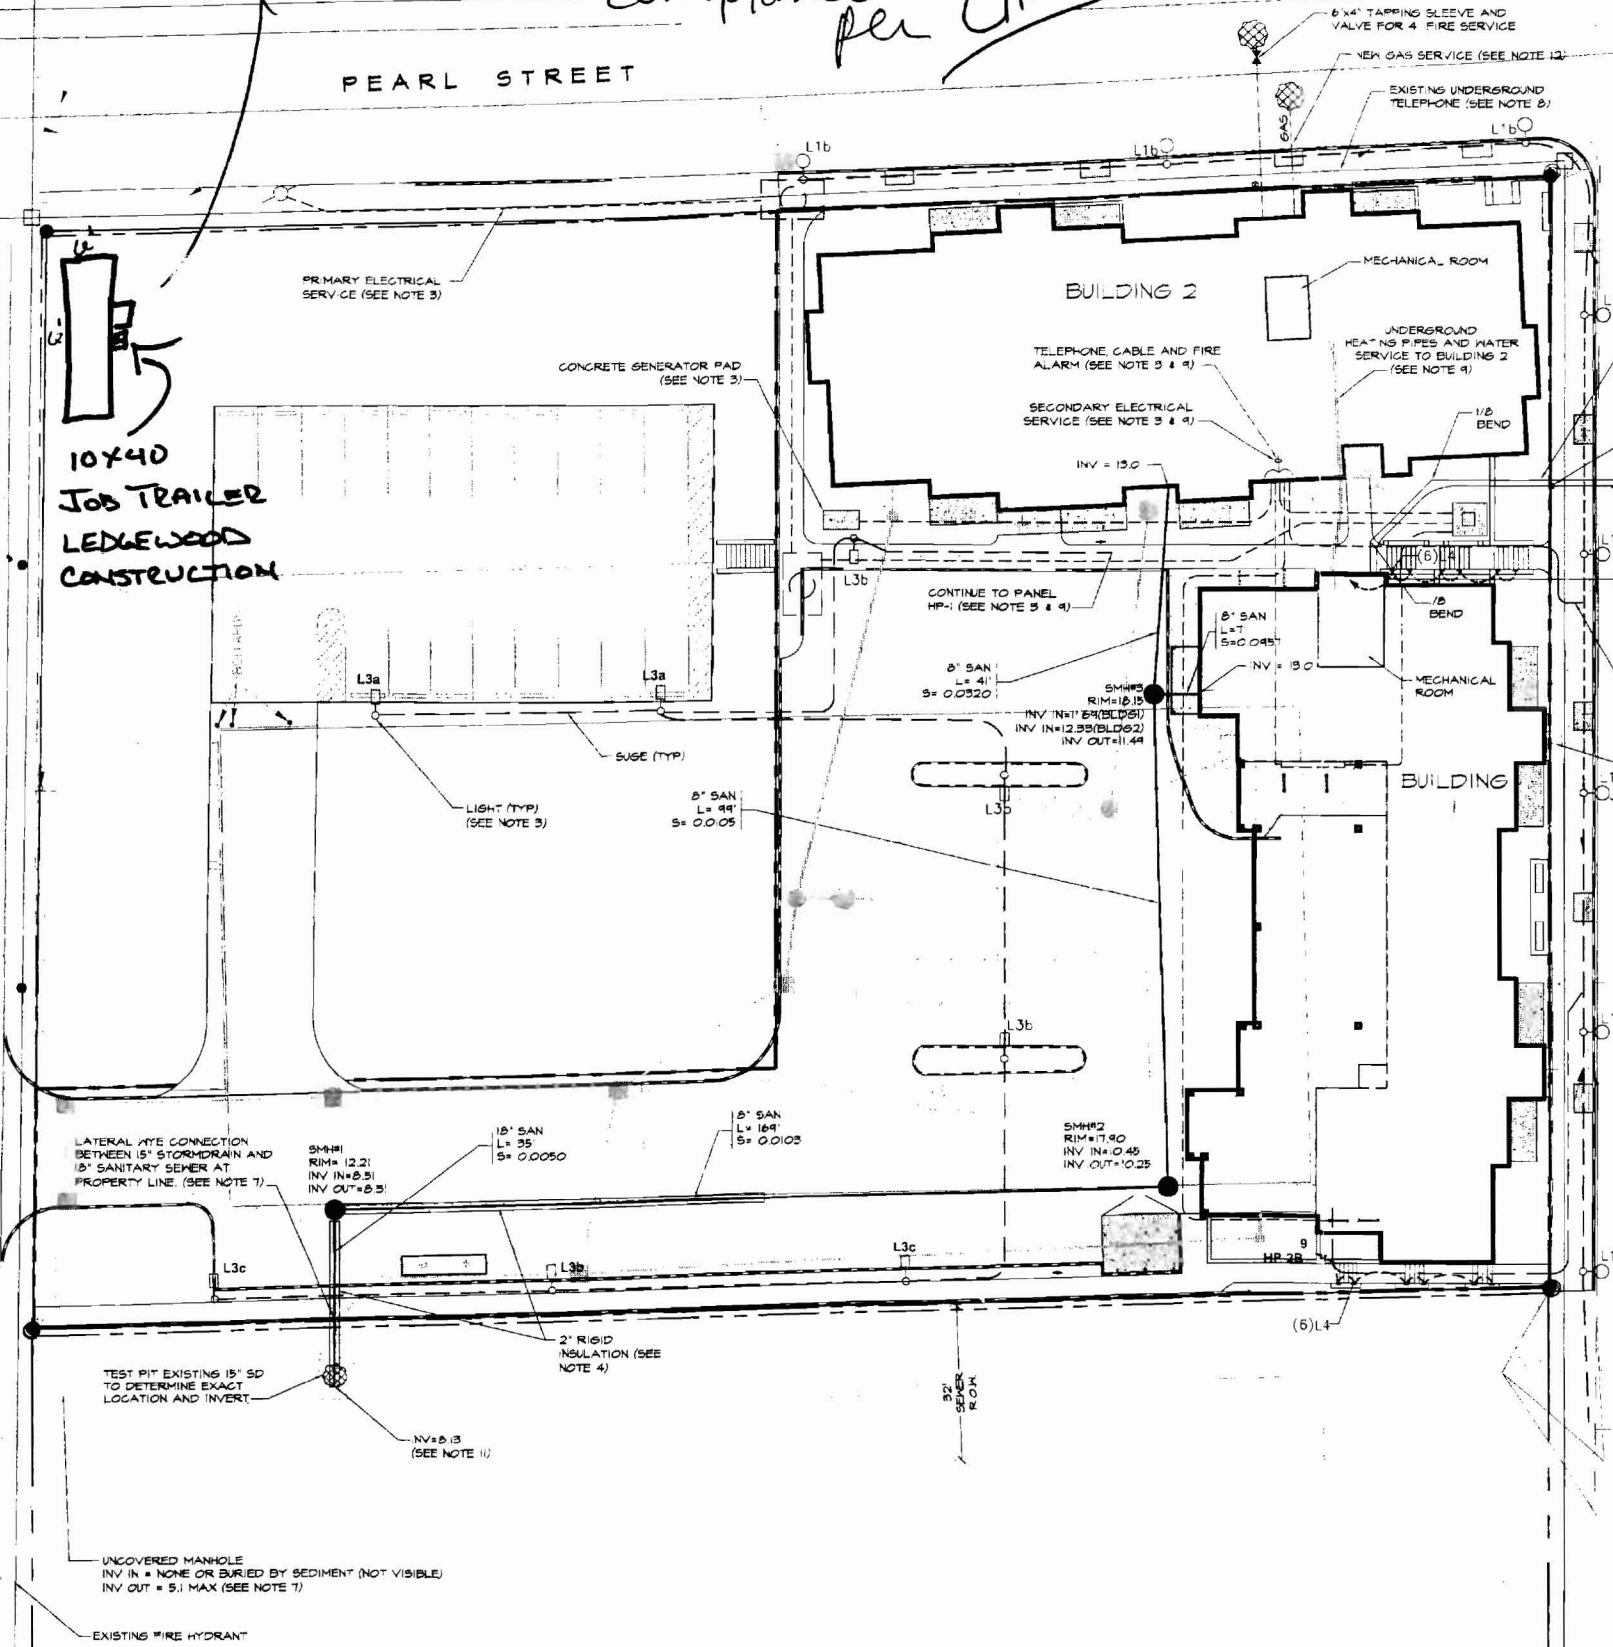 per
PEARL STREET
6"x4" TAPPING SLEEVE AND
VALVE FOR 4" FIRE SERVICE
NEW GAS SERVICE (SEE NOTE 12)
EXISTING UNDERGROUND
TELEPHONE (SEE NOTE 8)
GAS
L1b
L1b
L1b
PRIMARY ELECTRICAL
SERVICE (SEE NOTE 3)
BUILDING 2
MECHANICAL ROOM
TELEPHONE, CABLE AND FIRE
ALARM (SEE NOTE 3 & 9)
UNDERGROUND
HEATING PIPES AND WATER
SERVICE TO BUILDING 2
(SEE NOTE 9)
CONCRETE GENERATOR PAD
(SEE NOTE 3)
SECONDARY ELECTRICAL
SERVICE (SEE NOTE 3 & 9)
1/8
BEND
INV = 13.0
10x40
JOB TRAILER
LEDGEWOOD
CONSTRUCTION
L3b
(6)L4
CONTINUE TO PANEL
HP-1 (SEE NOTE 3 & 9)
1/8
BEND
8" SAN
L=7
S=0.0957
INV = 13.0
8" SAN
L= 41'
S= 0.0320
MECHANICAL
ROOM
SMH#3
RIM=18.15
INV IN=12.33(BLDG2)
INV OUT=11.49
L3a
L3a
SUGE (TYP)
LIGHT (TYP)
(SEE NOTE 3)
8" SAN
L= 99'
S= 0.0105
L3b
BUILDING
1
L3b
LATERAL WYE CONNECTION
BETWEEN 15" STORMDRAIN AND
18" SANITARY SEWER AT
PROPERTY LINE. (SEE NOTE 7)
SMH#1
RIM= 12.21
INV IN=8.51
INV OUT=8.31
18" SAN
L= 35'
S= 0.0050
8" SAN
L= 169'
S= 0.0103
SMH#2
RIM=17.90
INV IN=10.45
INV OUT=10.25
L3c
L3b
L3c
9
HP-2B
(6)L4
2" RIGID
INSULATION (SEE
NOTE 4)
TEST PIT EXISTING 15" SD
TO DETERMINE EXACT
LOCATION AND INVERT
32'
SEWER
R.O.W.
INV=8.13
(SEE NOTE 11)
UNCOVERED MANHOLE
INV IN = NONE OR BURIED BY SEDIMENT (NOT VISIBLE)
INV OUT = 5.1 MAX (SEE NOTE 7)
EXISTING FIRE HYDRANT